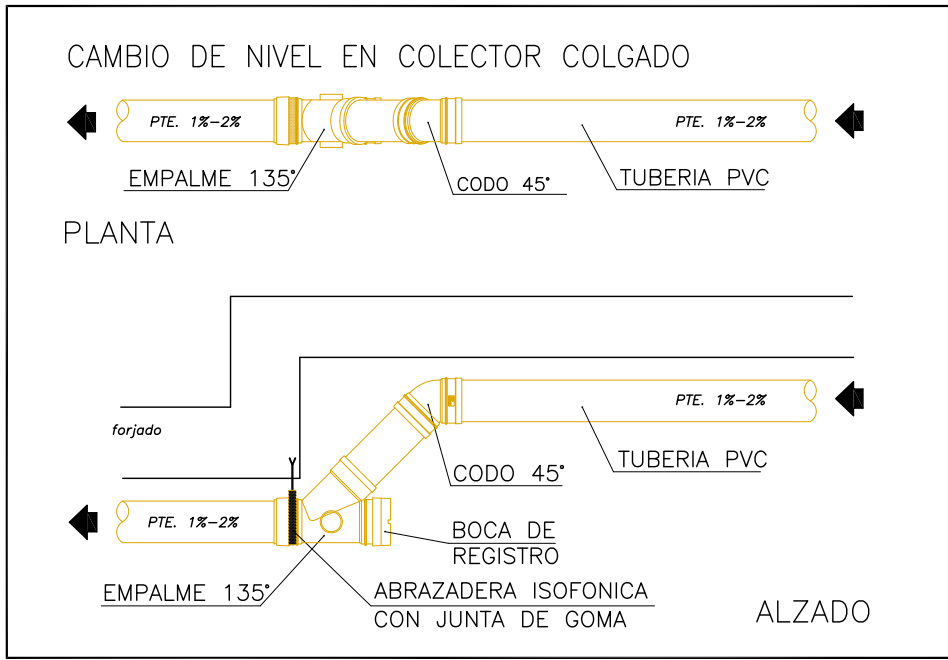 CAMBIO DE NIVEL EN COLECTOR COLGADO
PTE. 1%-2%
PTE. 1%-2%
EMPALME 135°
CODO 45°
TUBERIA PVC
PLANTA
forjado
PTE. 1%-2%
CODO 45°
TUBERIA PVC
PTE. 1%-2%
BOCA DE
REGISTRO
EMPALME 135°
ABRAZADERA ISOFONICA
CON JUNTA DE GOMA
ALZADO